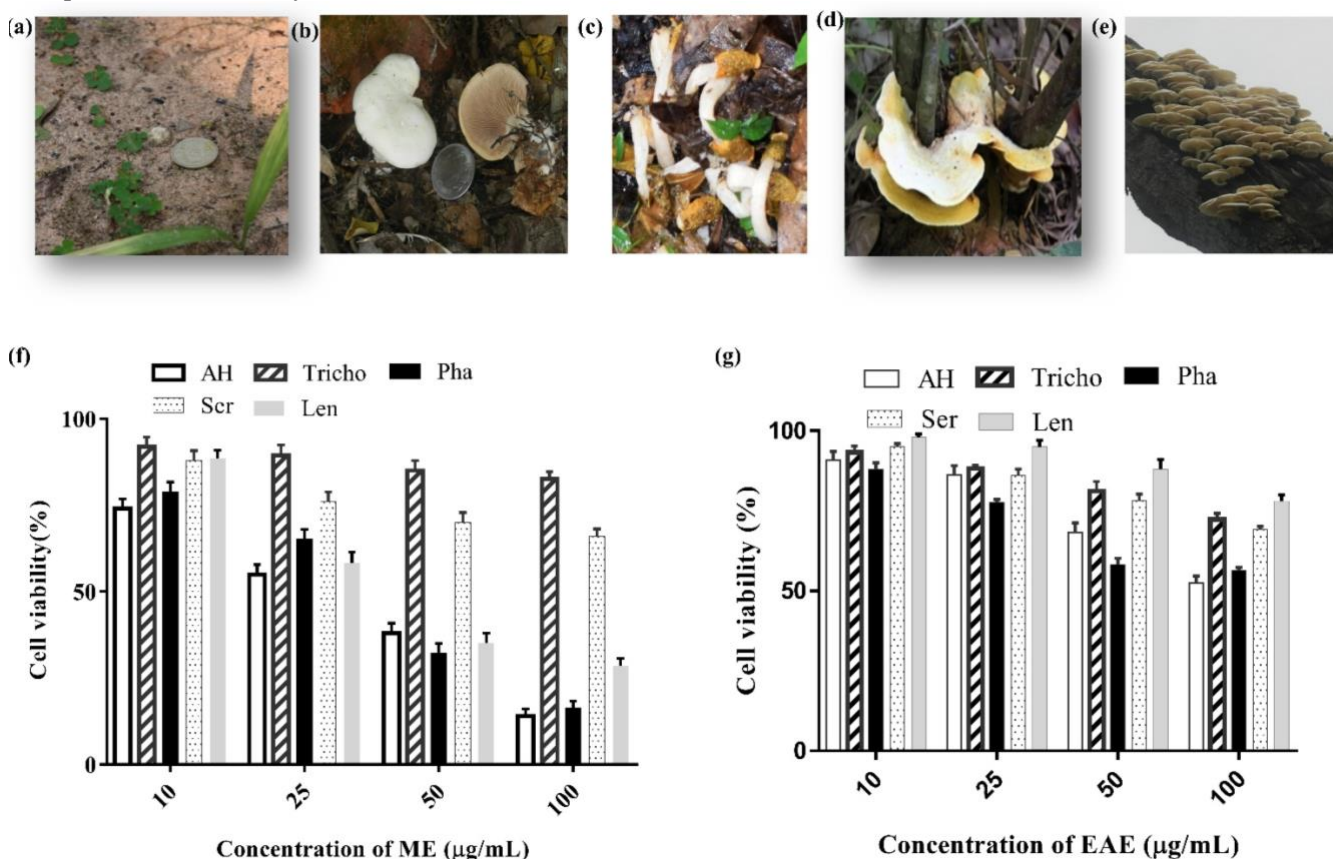 (a)
(b)
(c)
(d)
(e)
(f)
AH Tricho Pha
Scr Len
100
50
0
Cell viability(%)
10 25 50 100
Concentration of ME (µg/mL)
(g)
AH Tricho Pha
Scr Len
100
50
0
Cell viability (%)
10 25 50 100
Concentration of EAE (µg/mL)